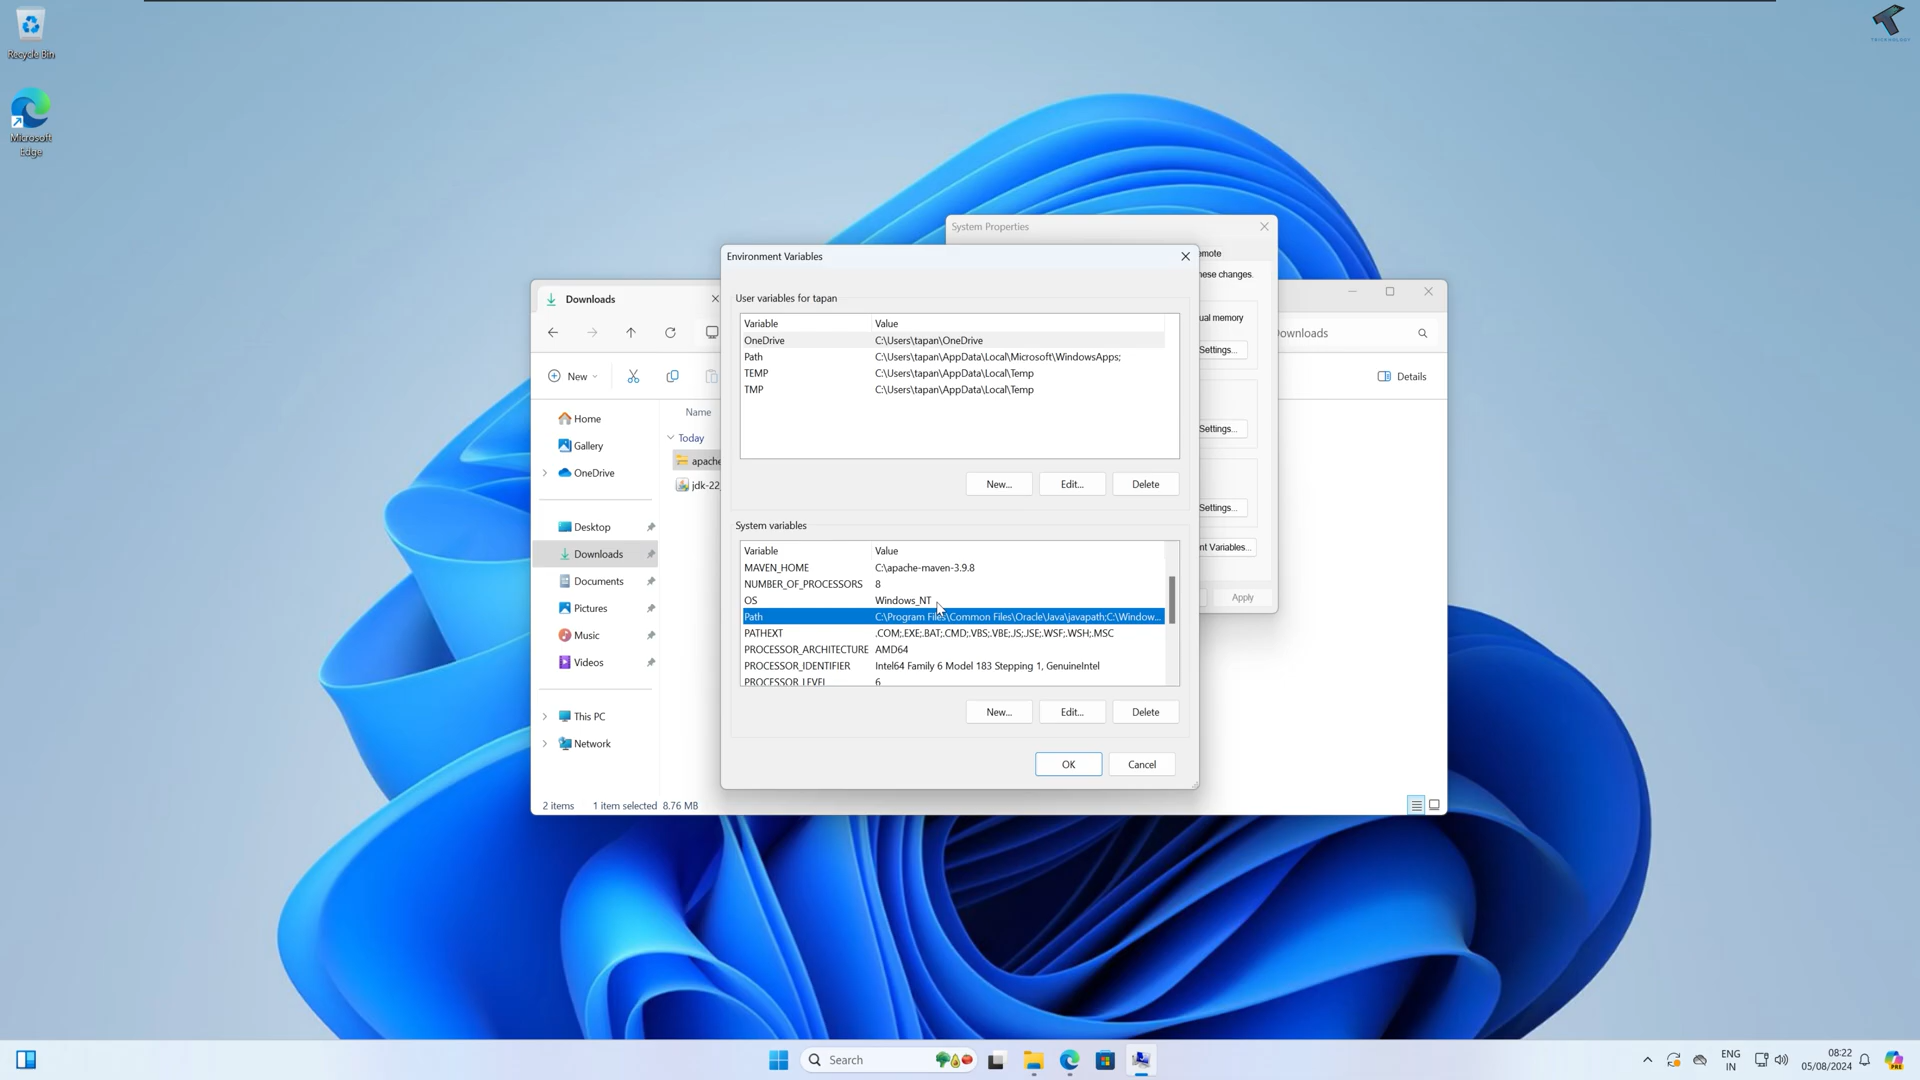 Recycle Bin
Microsoft
Edge
System Properties
emote
hese changes.
ual memory
Settings...
Settings...
Settings...
nt Variables...
Apply
Environment Variables
User variables for tapan
Variable Value
OneDrive C:\Users\tapan\OneDrive
Path C:\Users\tapan\AppData\Local\Microsoft\WindowsApps;
TEMP C:\Users\tapan\AppData\Local\Temp
TMP C:\Users\tapan\AppData\Local\Temp
New... Edit... Delete
System variables
Variable Value
MAVEN_HOME C:\apache-maven-3.9.8
NUMBER_OF_PROCESSORS 8
OS Windows_NT
Path C:\Program Files\Common Files\Oracle\Java\javapath;C:\Window...
PATHEXT .COM;.EXE;.BAT;.CMD;.VBS;.VBE;.JS;.JSE;.WSF;.WSH;.MSC
PROCESSOR_ARCHITECTURE AMD64
PROCESSOR_IDENTIFIER Intel64 Family 6 Model 183 Stepping 1, GenuineIntel
PROCESSOR_LEVEL 6
New... Edit... Delete
OK Cancel
Downloads
ownloads
New
Details
Name
Today
apache
jdk-22
Home
Gallery
OneDrive
Desktop
Downloads
Documents
Pictures
Music
Videos
This PC
Network
2 items 1 item selected 8.76 MB
Search
ENG
IN
08:22
05/08/2024
PRE